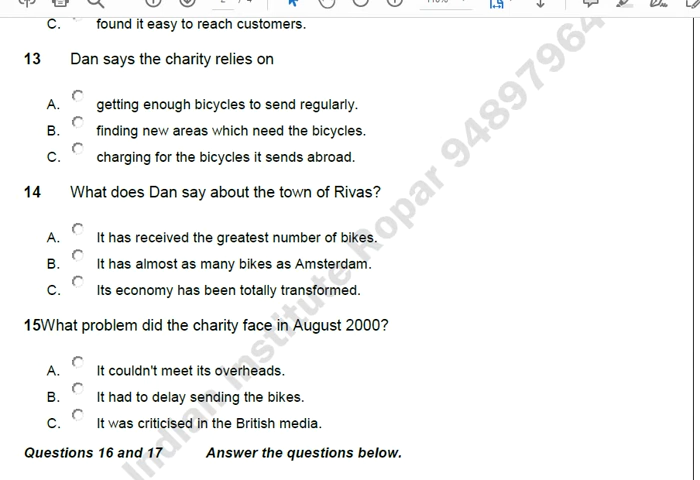 C. found it easy to reach customers.
13 Dan says the charity relies on
A. getting enough bicycles to send regularly.
B. finding new areas which need the bicycles.
C. charging for the bicycles it sends abroad.
14 What does Dan say about the town of Rivas?
A. It has received the greatest number of bikes.
B. It has almost as many bikes as Amsterdam.
C. Its economy has been totally transformed.
15What problem did the charity face in August 2000?
A. It couldn't meet its overheads.
B. It had to delay sending the bikes.
C. It was criticised in the British media.
Questions 16 and 17 Answer the questions below.
Indian Institute Ropar 94897964